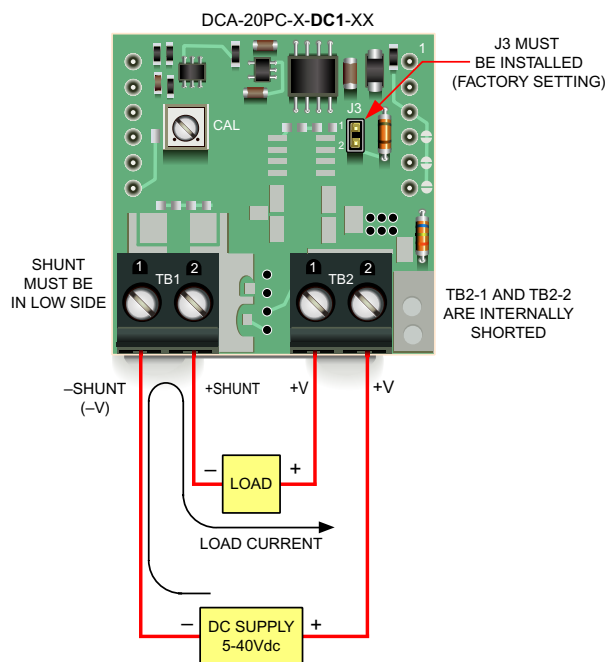 DCA-20PC-X-DC1-XX
J3 MUST
BE INSTALLED
(FACTORY SETTING)
1
J3
1
2
CAL
SHUNT
MUST BE
IN LOW SIDE
1
2
TB1
1
2
TB2
TB2-1 AND TB2-2
ARE INTERNALLY
SHORTED
–SHUNT
(–V)
+SHUNT
+V
+V
–
LOAD
+
LOAD CURRENT
–
DC SUPPLY
5-40Vdc
+